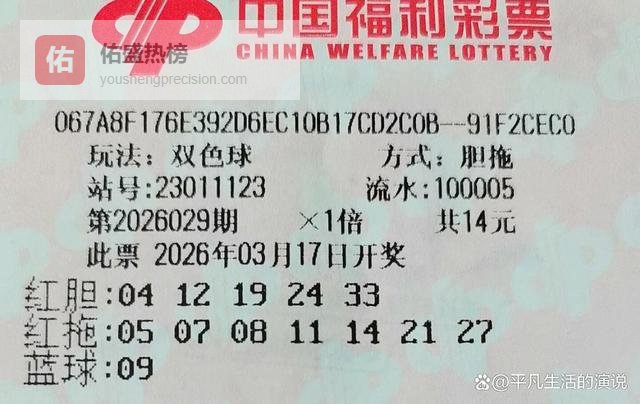 中国福利彩票
CHINA WELFARE LOTTERY
佑
佑盛热榜
youshengprecision.com
067A8F176E392D6EC10B17CD2C0B--91F2CEC0
玩法：双色球 方式：胆拖
站号:23011123 流水:100005
第2026029期 ×1倍 共14元
此票 2026年03月17日开奖
红胆:04 12 19 24 33
红拖:05 07 08 11 14 21 27
蓝球:09
头条@平凡生活的演说